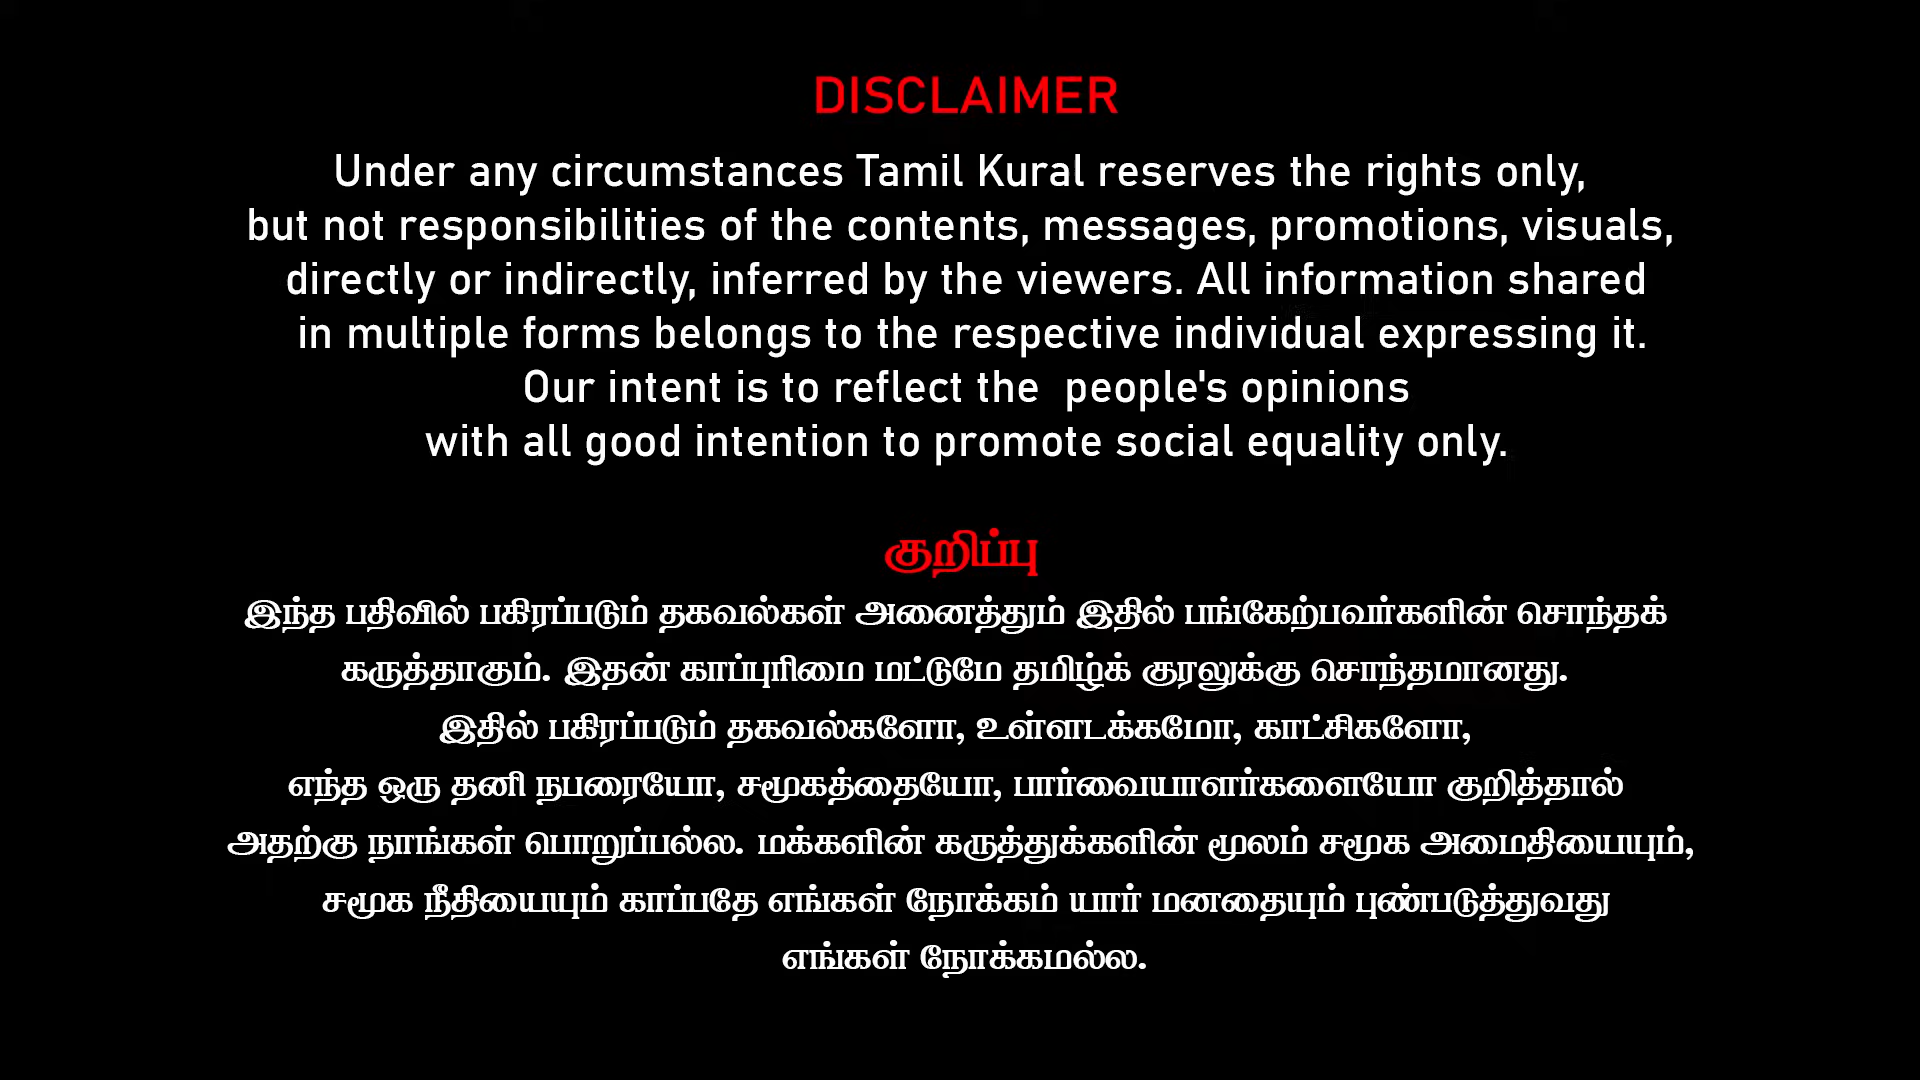 DISCLAIMER
Under any circumstances Tamil Kural reserves the rights only,
but not responsibilities of the contents, messages, promotions, visuals,
directly or indirectly, inferred by the viewers. All information shared
in multiple forms belongs to the respective individual expressing it.
Our intent is to reflect the  people's opinions
with all good intention to promote social equality only.
குறிப்பு
இந்த பதிவில் பகிரப்படும் தகவல்கள் அனைத்தும் இதில் பங்கேற்பவர்களின் சொந்தக்
கருத்தாகும். இதன் காப்புரிமை மட்டுமே தமிழ்க் குரலுக்கு சொந்தமானது.
இதில் பகிரப்படும் தகவல்களோ, உள்ளடக்கமோ, காட்சிகளோ,
எந்த ஒரு தனி நபரையோ, சமூகத்தையோ, பார்வையாளர்களையோ குறித்தால்
அதற்கு நாங்கள் பொறுப்பல்ல. மக்களின் கருத்துக்களின் மூலம் சமூக அமைதியையும்,
சமூக நீதியையும் காப்பதே எங்கள் நோக்கம் யார் மனதையும் புண்படுத்துவது
எங்கள் நோக்கமல்ல.